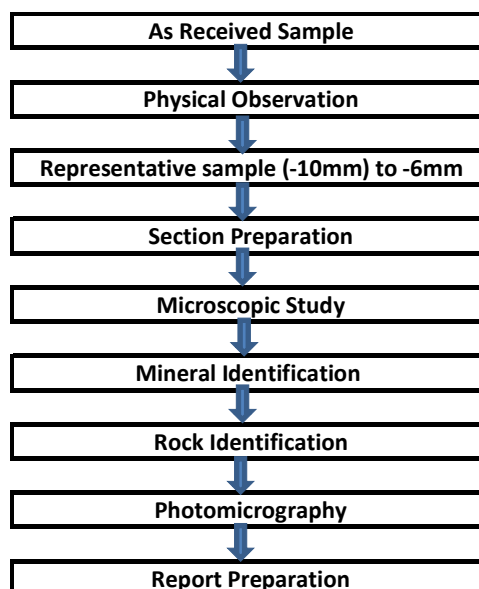 As Received Sample
Physical Observation
Representative sample (-10mm) to -6mm
Section Preparation
Microscopic Study
Mineral Identification
Rock Identification
Photomicrography
Report Preparation